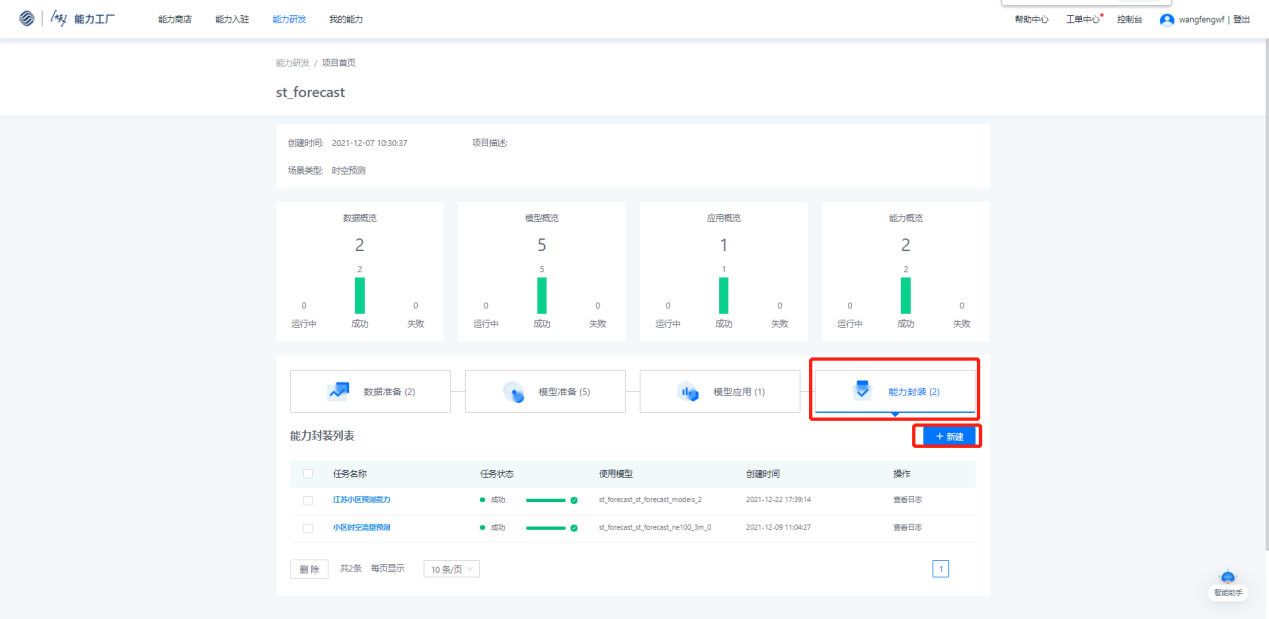 能力工厂 能力商店 能力入驻 能力研发 我的能力 帮助中心 工单中心 控制台 wangfengwf | 登出
能力研发 / 项目首页
st_forecast
创建时间: 2021-12-07 10:30:37 项目描述:
场景类型: 时空预测
数据概览 模型概览 应用概览 能力概览
2 5 1 2
2 5 1 2
0 0 0 0 0 0 0 0
运行中 成功 失败 运行中 成功 失败 运行中 成功 失败 运行中 成功 失败
数据准备 (2) 模型准备 (5) 模型应用 (1) 能力封装 (2)
能力封装列表 + 新建
任务名称 任务状态 使用模型 创建时间 操作
江苏小区预测能力 成功 st_forecast_st_forecast_models_2 2021-12-22 17:39:14 查看日志
小区时空流量预测 成功 st_forecast_st_forecast_ne100_3m_0 2021-12-09 11:04:27 查看日志
删 除 共2条 每页显示 10 条/页 1
智能能手